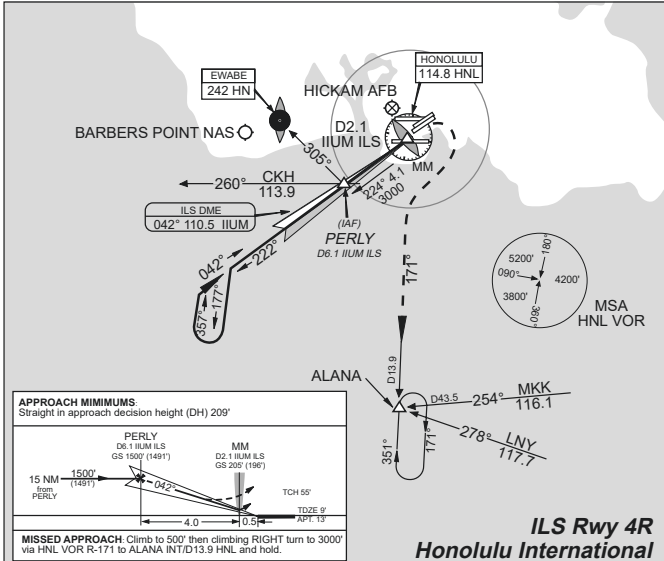 EWABE
242 HN
HONOLULU
114.8 HNL
HICKAM AFB
D2.1
IIUM ILS
BARBERS POINT NAS
MM
305°
260°
CKH
113.9
224° 4.1
3000
ILS DME
042° 110.5 IIUM
(IAF)
PERLY
D6.1 IIUM ILS
042°
222°
171°
357°
177°
5200'
180°
090°
4200'
3800'
360°
MSA
HNL VOR
D13.9
ALANA
D43.5
254°
MKK
116.1
278°
LNY
117.7
351°
171°
APPROACH MIMIMUMS:
Straight in approach decision height (DH) 209'
PERLY
D6.1 IIUM ILS
GS 1500' (1491')
MM
D2.1 IIUM ILS
GS 205' (196')
15 NM
from
PERLY
1500'
(1491')
042°
TCH 55'
TDZE 9'
APT. 13'
4.0
0.5
MISSED APPROACH: Climb to 500' then climbing RIGHT turn to 3000'
via HNL VOR R-171 to ALANA INT/D13.9 HNL and hold.
ILS Rwy 4R
Honolulu International